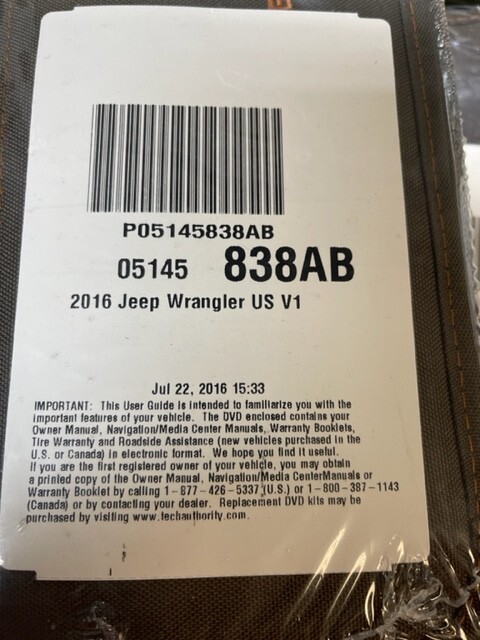 P05145838AB
05145 838AB
2016 Jeep Wrangler US V1
Jul 22, 2016 15:33
IMPORTANT: This User Guide is intended to familiarize you with the
important features of your vehicle. The DVD enclosed contains your
Owner Manual, Navigation/Media Center Manuals, Warranty Booklets,
Tire Warranty and Roadside Assistance (new vehicles purchased in the
U.S. or Canada) in electronic format. We hope you find it useful.
If you are the first registered owner of your vehicle, you may obtain
a printed copy of the Owner Manual, Navigation/Media CenterManuals or
Warranty Booklet by calling 1-877-426-5337 (U.S.) or 1-800-387-1143
(Canada) or by contacting your dealer. Replacement DVD kits may be
purchased by visiting www.techauthority.com.